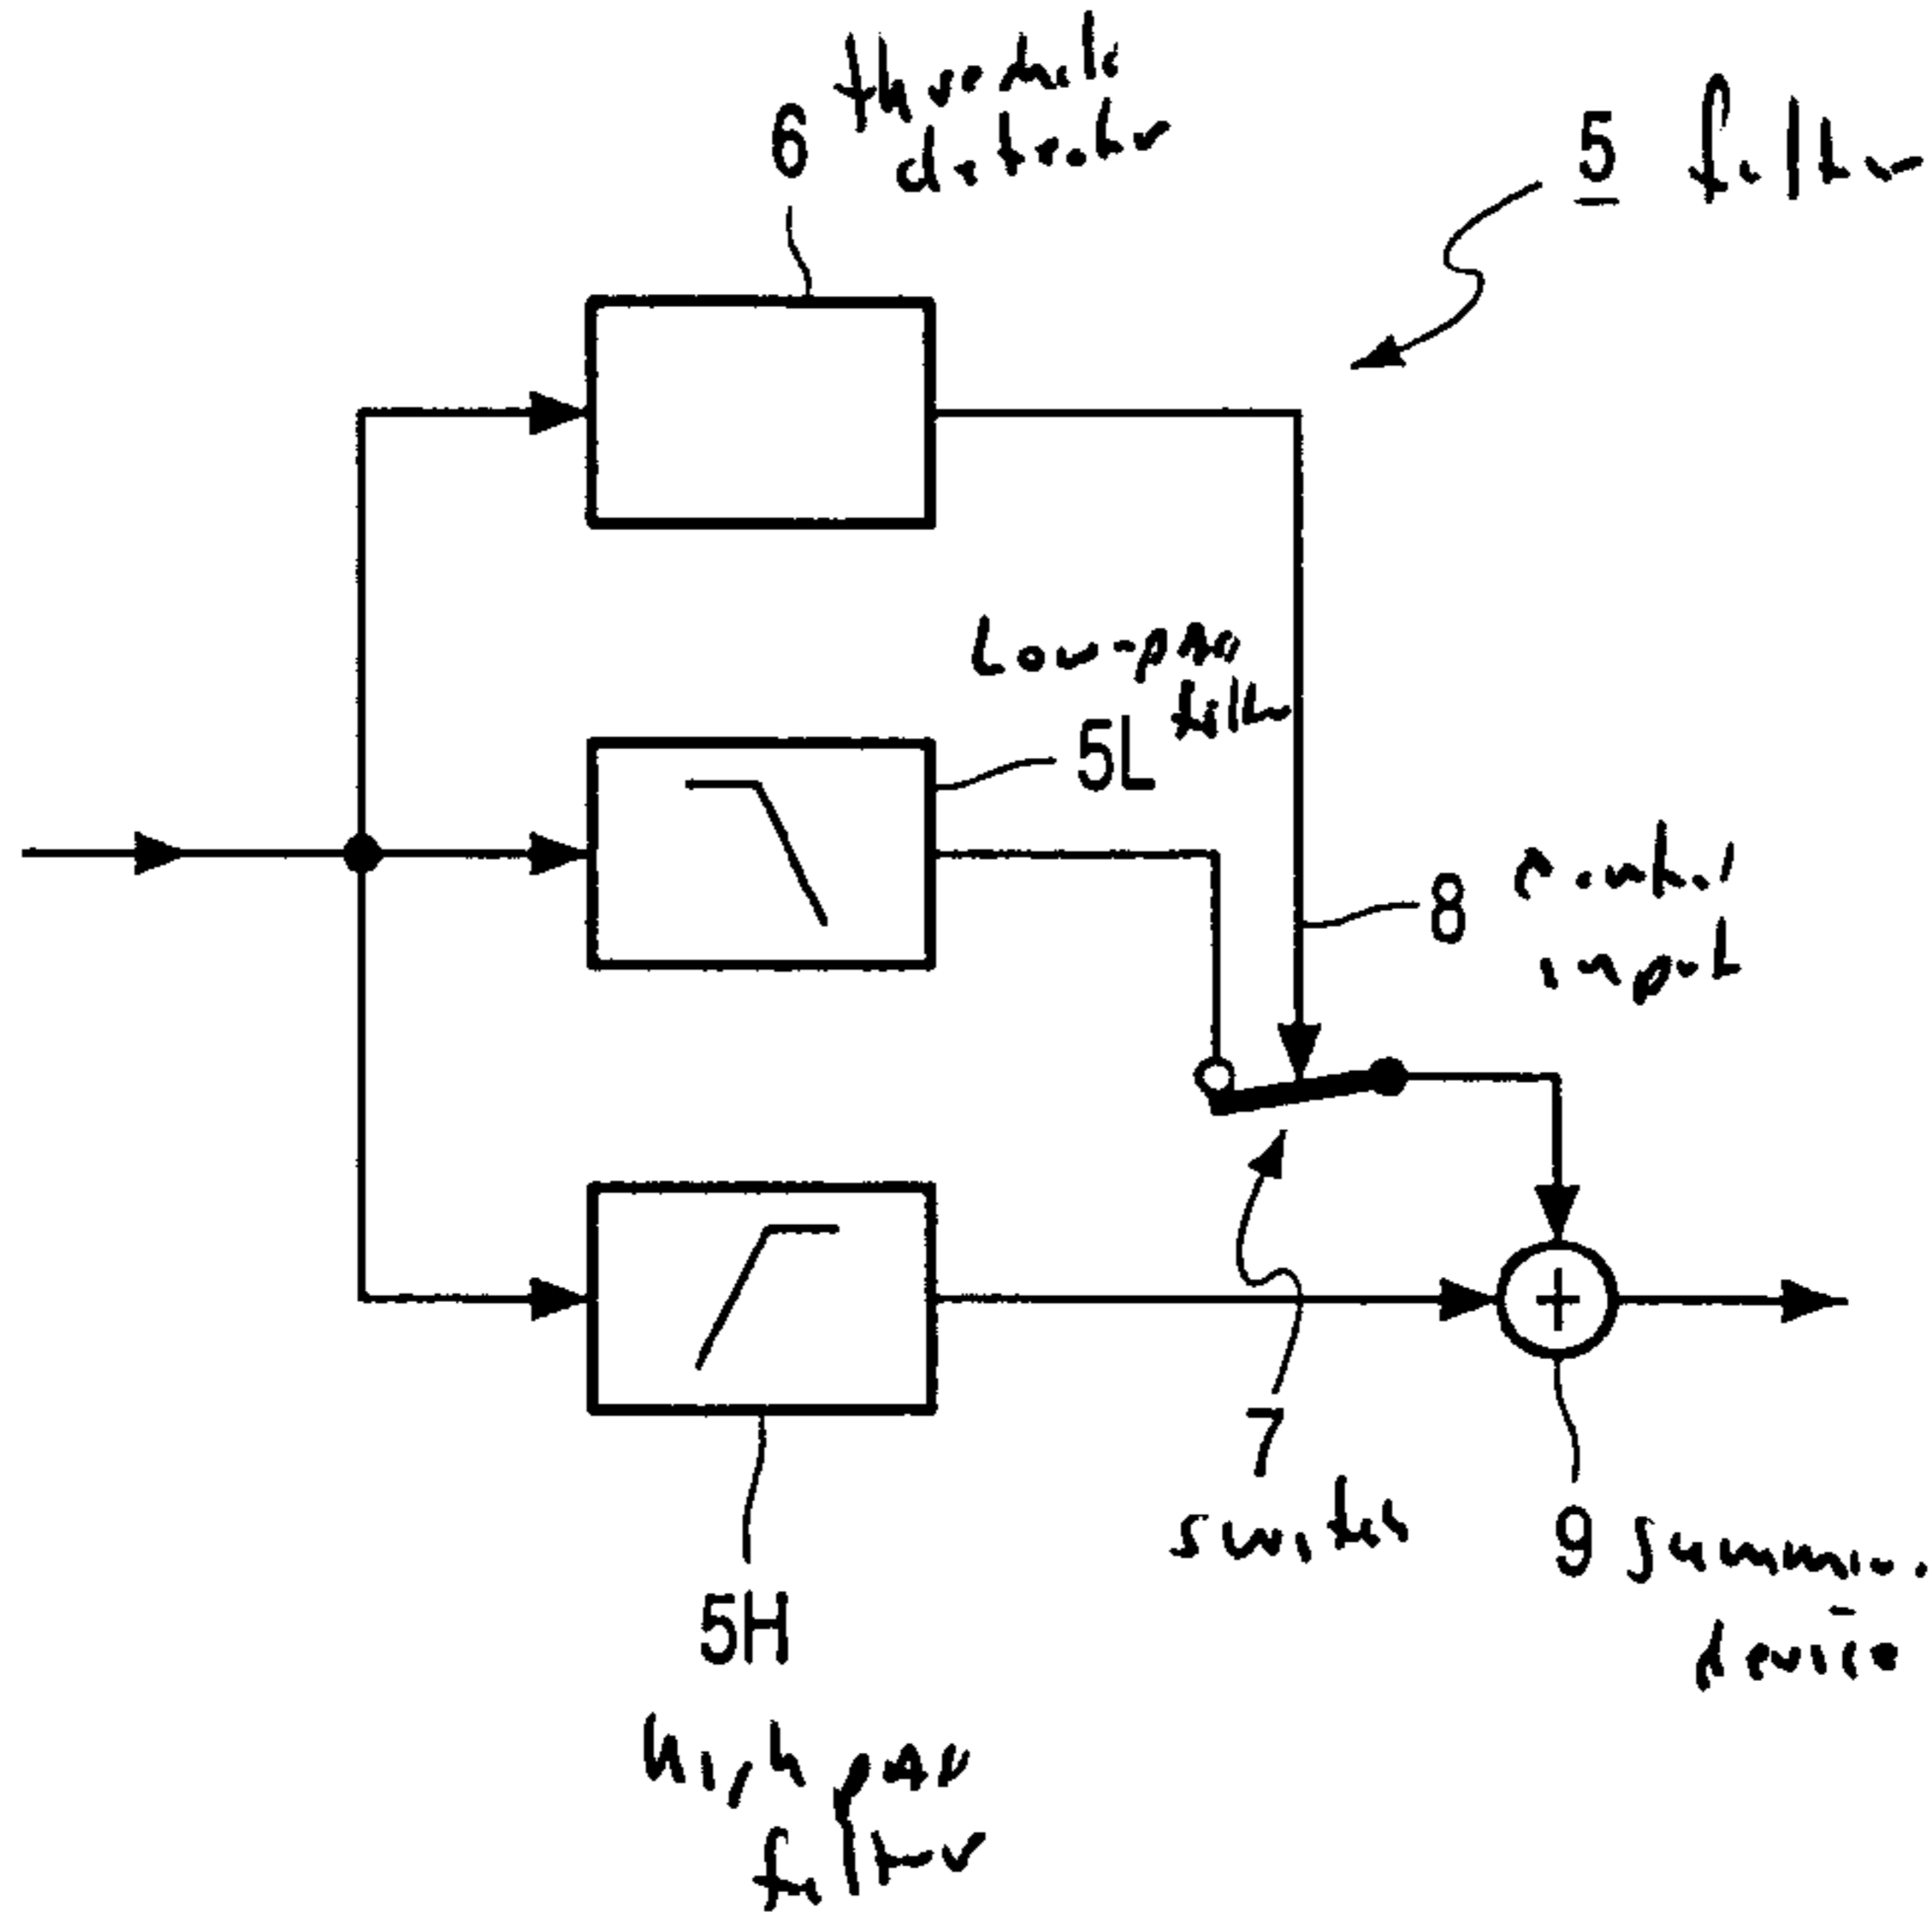 6 threshold
detector
5 filter
Low-pass
filter
5L
8 control
input
7
switch
9 summing
device
5H
high pass
filter